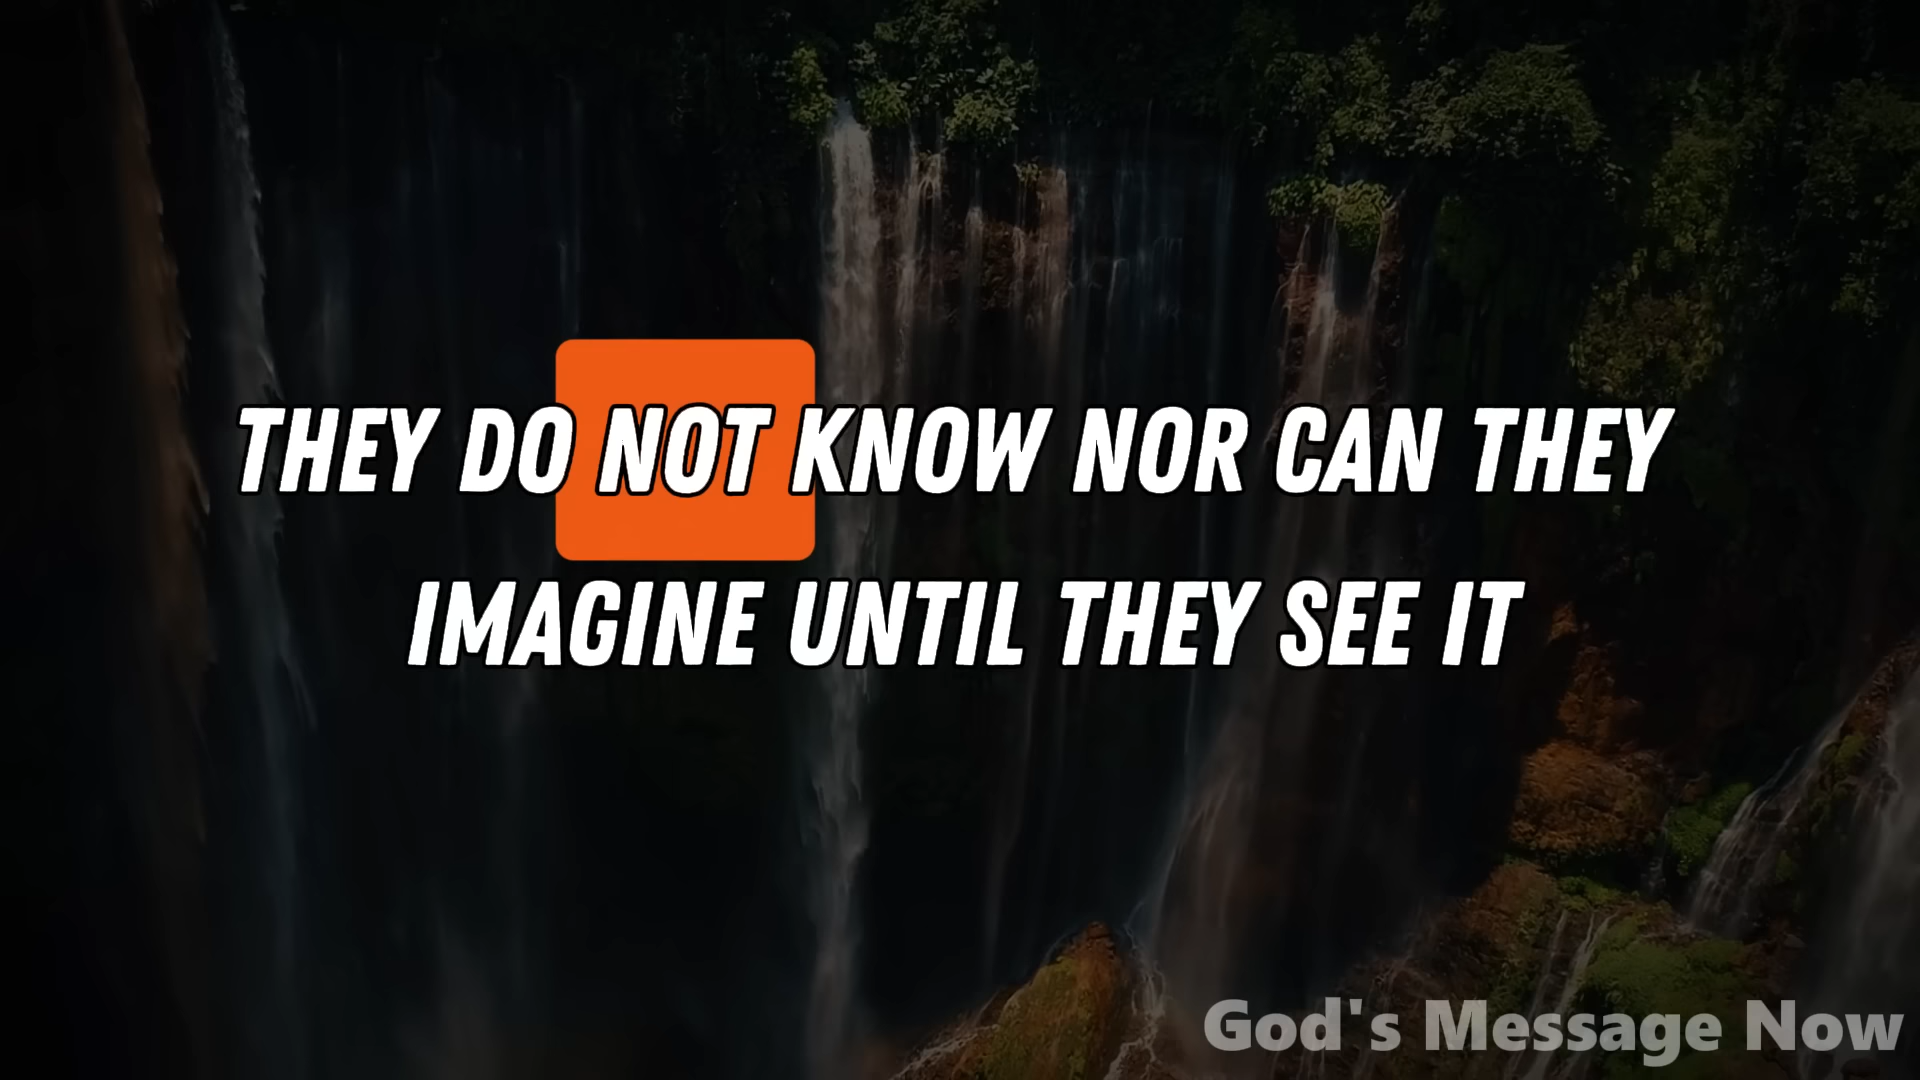 THEY DO NOT KNOW NOR CAN THEY
IMAGINE UNTIL THEY SEE IT
God's Message Now